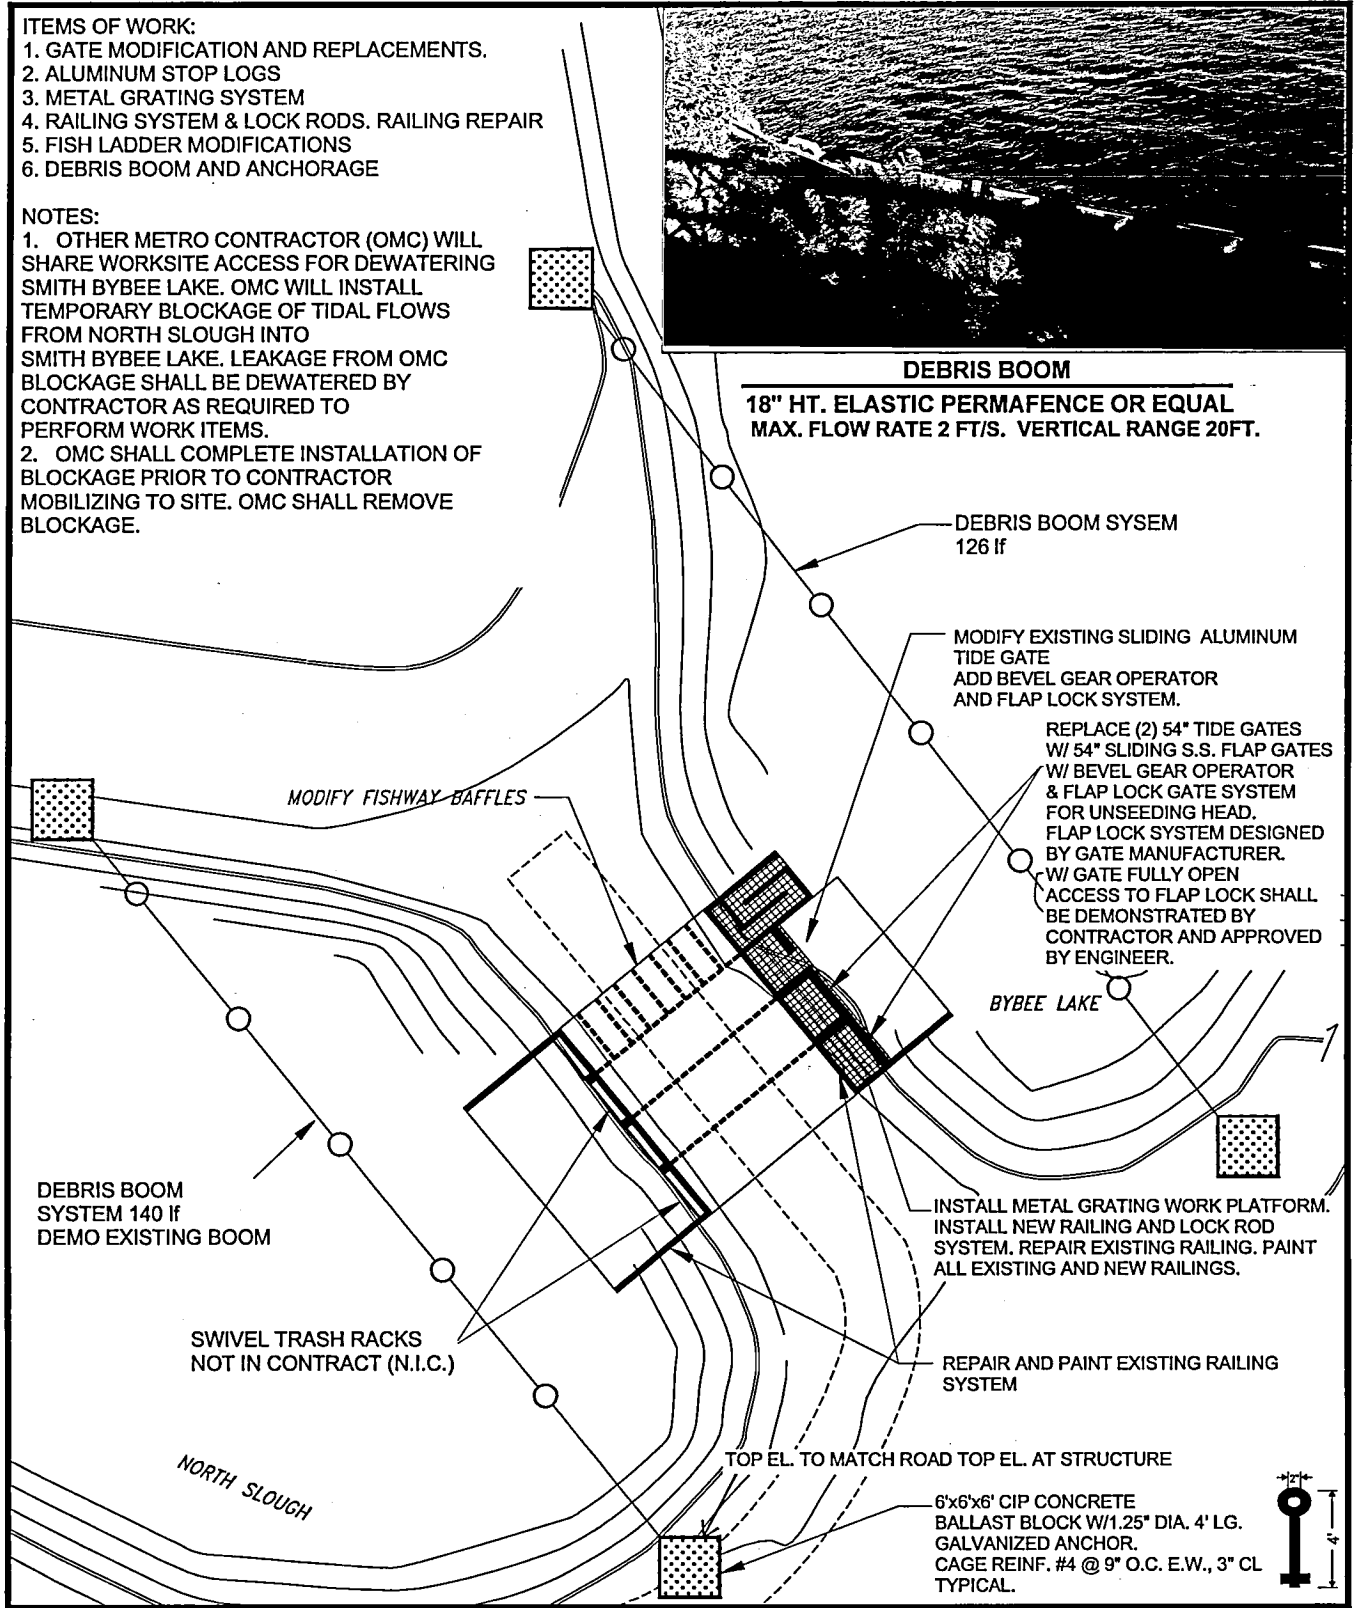 ITEMS OF WORK:
1. GATE MODIFICATION AND REPLACEMENTS.
2. ALUMINUM STOP LOGS
3. METAL GRATING SYSTEM
4. RAILING SYSTEM & LOCK RODS. RAILING REPAIR
5. FISH LADDER MODIFICATIONS
6. DEBRIS BOOM AND ANCHORAGE
NOTES:
1. OTHER METRO CONTRACTOR (OMC) WILL
SHARE WORKSITE ACCESS FOR DEWATERING
SMITH BYBEE LAKE. OMC WILL INSTALL
TEMPORARY BLOCKAGE OF TIDAL FLOWS
FROM NORTH SLOUGH INTO
SMITH BYBEE LAKE. LEAKAGE FROM OMC
BLOCKAGE SHALL BE DEWATERED BY
CONTRACTOR AS REQUIRED TO
PERFORM WORK ITEMS.
2. OMC SHALL COMPLETE INSTALLATION OF
BLOCKAGE PRIOR TO CONTRACTOR
MOBILIZING TO SITE. OMC SHALL REMOVE
BLOCKAGE.
DEBRIS BOOM
18" HT. ELASTIC PERMAFENCE OR EQUAL
MAX. FLOW RATE 2 FT/S. VERTICAL RANGE 20FT.
DEBRIS BOOM SYSEM
126 lf
MODIFY EXISTING SLIDING ALUMINUM
TIDE GATE
ADD BEVEL GEAR OPERATOR
AND FLAP LOCK SYSTEM.
REPLACE (2) 54" TIDE GATES
W/ 54" SLIDING S.S. FLAP GATES
W/ BEVEL GEAR OPERATOR
& FLAP LOCK GATE SYSTEM
FOR UNSEEDING HEAD.
FLAP LOCK SYSTEM DESIGNED
BY GATE MANUFACTURER.
W/ GATE FULLY OPEN
ACCESS TO FLAP LOCK SHALL
BE DEMONSTRATED BY
CONTRACTOR AND APPROVED
BY ENGINEER.
MODIFY FISHWAY BAFFLES
BYBEE LAKE
DEBRIS BOOM
SYSTEM 140 lf
DEMO EXISTING BOOM
INSTALL METAL GRATING WORK PLATFORM.
INSTALL NEW RAILING AND LOCK ROD
SYSTEM. REPAIR EXISTING RAILING. PAINT
ALL EXISTING AND NEW RAILINGS.
SWIVEL TRASH RACKS
NOT IN CONTRACT (N.I.C.)
REPAIR AND PAINT EXISTING RAILING
SYSTEM
NORTH SLOUGH
TOP EL. TO MATCH ROAD TOP EL. AT STRUCTURE
6'x6'x6' CIP CONCRETE
BALLAST BLOCK W/1.25" DIA. 4' LG.
GALVANIZED ANCHOR.
CAGE REINF. #4 @ 9" O.C. E.W., 3" CL
TYPICAL.
2"
4'